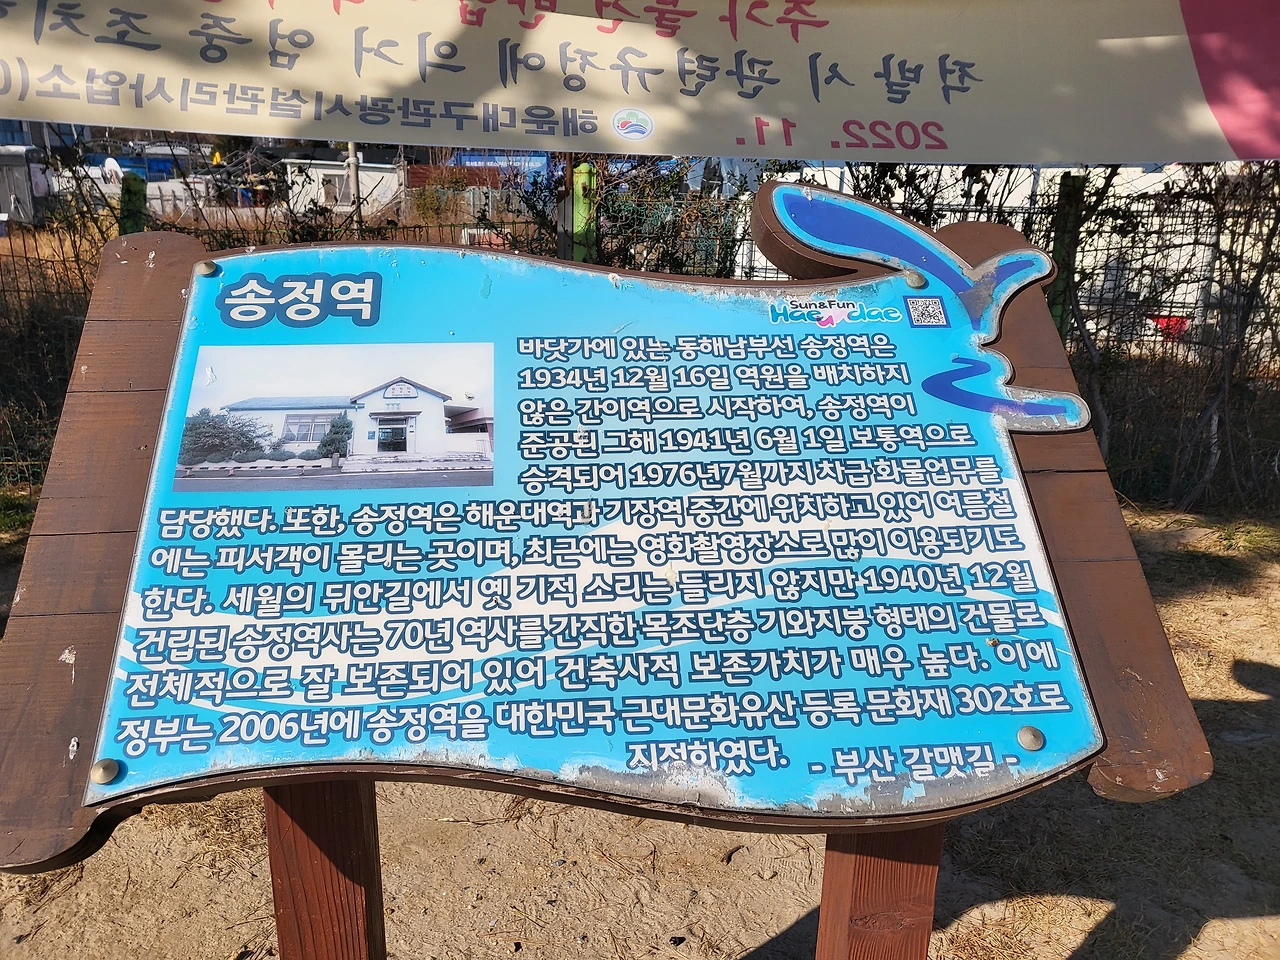 적발시 관련규정에 의거 엄중 조치
해운대구관광시설관리사업소(
2022. 11.
송정역
Sun&Fun
Haeundae
바닷가에 있는 동해남부선 송정역은
1934년 12월 16일 역원을 배치하지
않은 간이역으로 시작하여, 송정역이
준공된 그해 1941년 6월 1일 보통역으로
승격되어 1976년7월까지 차급 화물업무를
담당했다. 또한, 송정역은 해운대역과 기장역 중간에 위치하고 있어 여름철
에는 피서객이 몰리는 곳이며, 최근에는 영화촬영장소로 많이 이용되기도
한다. 세월의 뒤안길에서 옛 기적 소리는 들리지 않지만 1940년 12월
건립된 송정역사는 70년 역사를 간직한 목조단층 기와지붕 형태의 건물로
전체적으로 잘 보존되어 있어 건축사적 보존가치가 매우 높다. 이에
정부는 2006년에 송정역을 대한민국 근대문화유산 등록 문화재 302호로
지정하였다.
- 부산 갈맷길 -